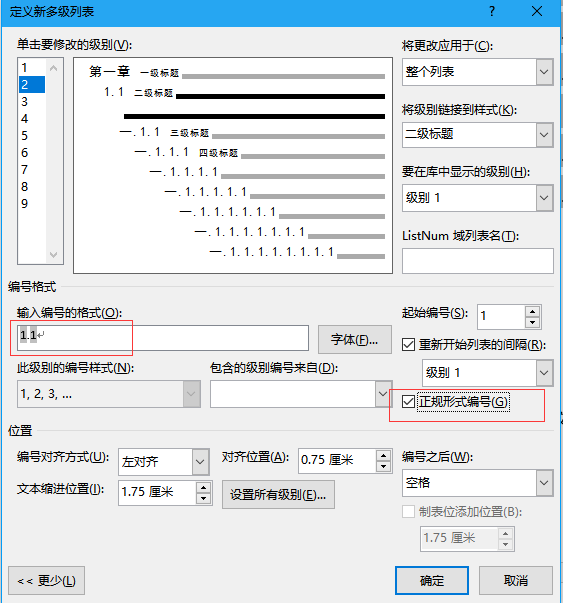 定义新多级列表
单击要修改的级别(V):
1
2
3
4
5
6
7
8
9
第一章 一级标题
1.1 二级标题
一.1.1 三级标题
一.1.1.1 四级标题
一.1.1.1.1
一.1.1.1.1.1
一.1.1.1.1.1.1
一.1.1.1.1.1.1.1
一.1.1.1.1.1.1.1.1
将更改应用于(C):
整个列表
将级别链接到样式(K):
二级标题
要在库中显示的级别(H):
级别 1
ListNum 域列表名(T):
编号格式
输入编号的格式(O):
1.1
字体(F)...
起始编号(S): 1
重新开始列表的间隔(R):
级别 1
此级别的编号样式(N):
1, 2, 3, ...
包含的级别编号来自(D):
正规形式编号(G)
位置
编号对齐方式(U): 左对齐 对齐位置(A): 0.75 厘米
文本缩进位置(I): 1.75 厘米 设置所有级别(E)...
编号之后(W):
空格
制表位添加位置(B):
1.75 厘米
<< 更少(L)
确定
取消